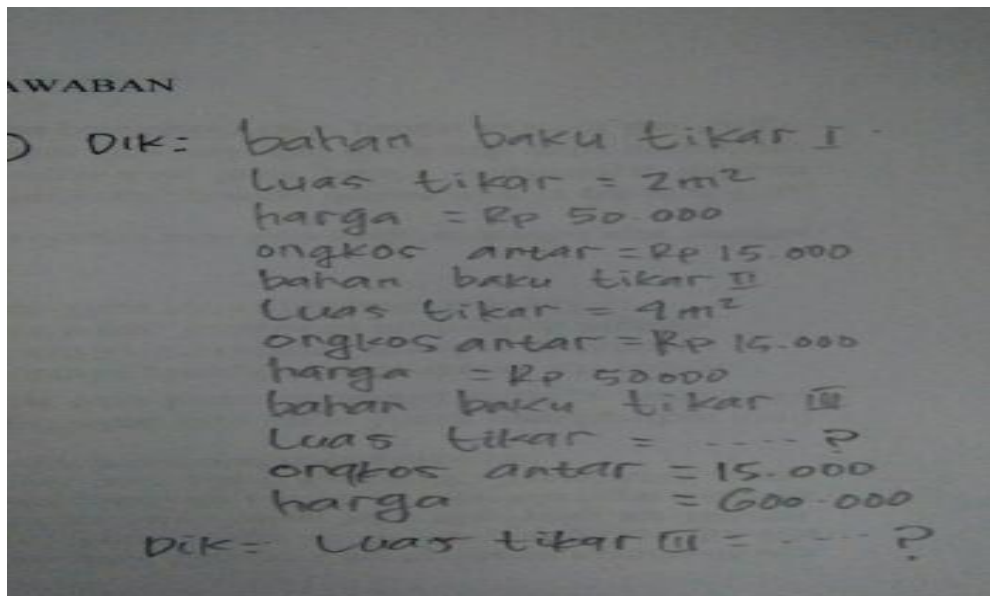 AWABAN
) Dik: bahan baku tikar I
Luas tikar = 2m²
harga = Rp 50.000
ongkos antar = Rp 15.000
bahan baku tikar II
Luas tikar = 4m²
ongkos antar = Rp 15.000
harga = Rp 50000
bahan baku tikar III
Luas tikar = ..... ?
ongkos antar = 15.000
harga = 600.000
Dik = Luas tikar III = ..... ?